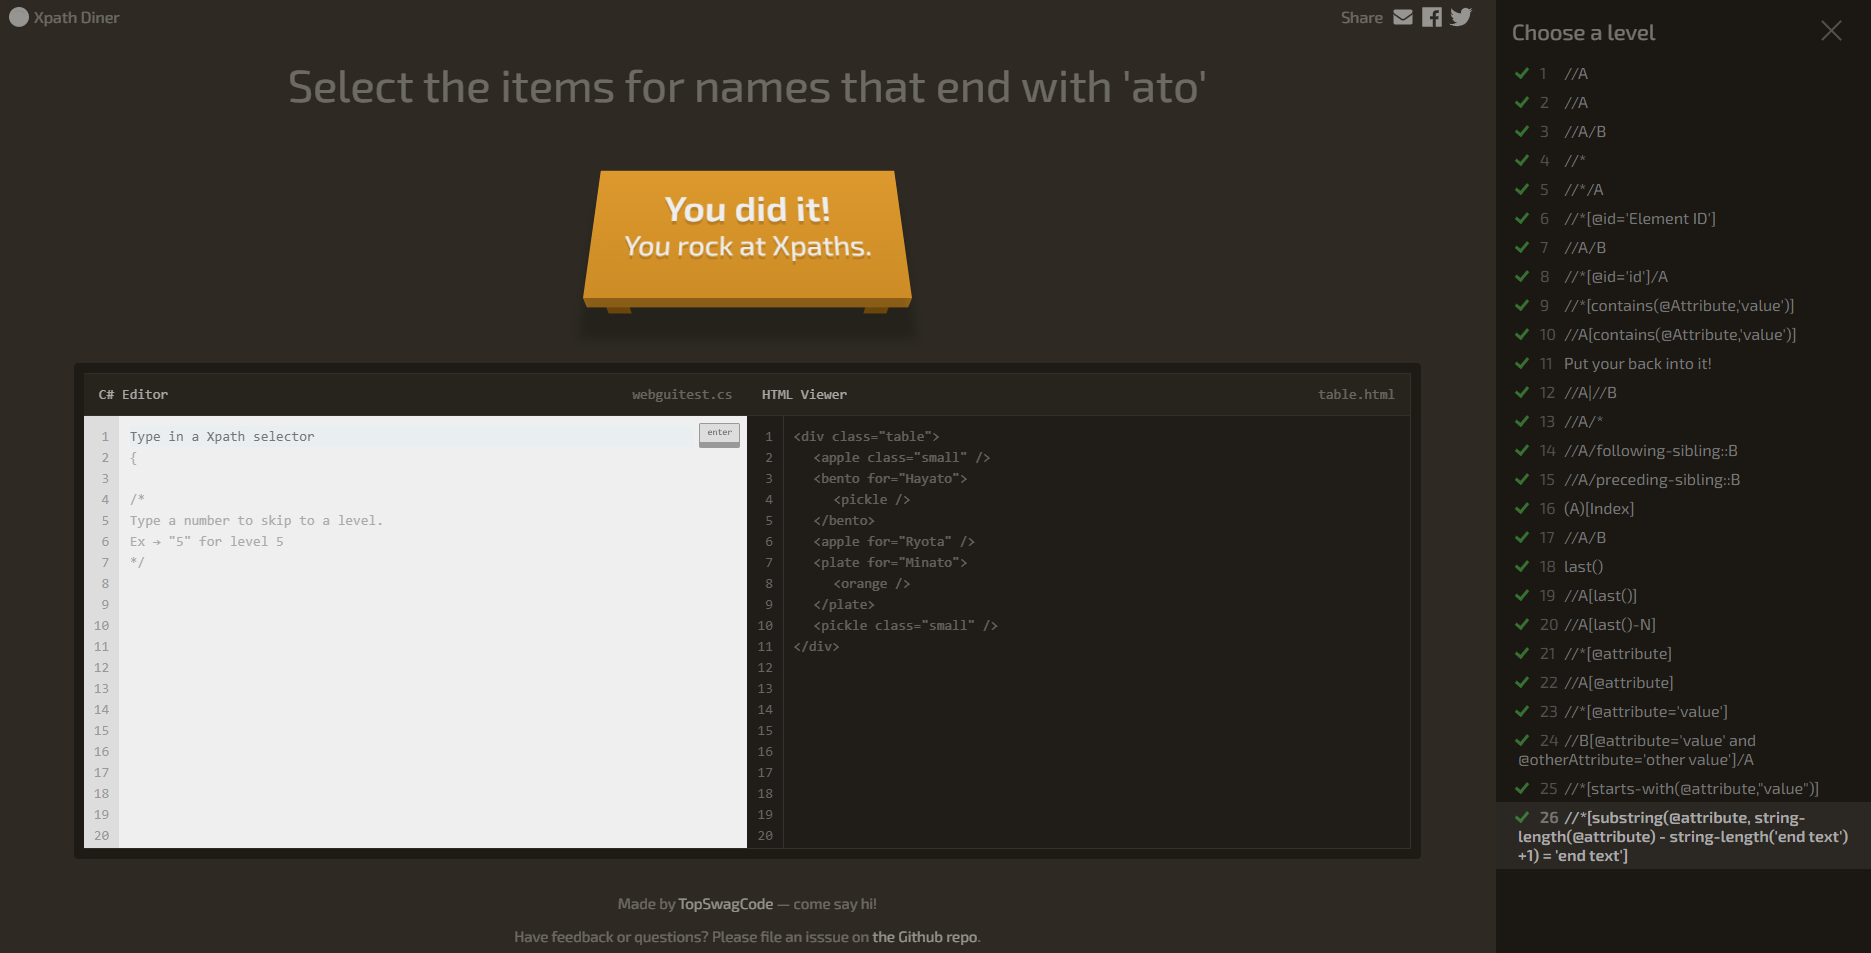 Xpath Diner
Share
Select the items for names that end with 'ato'
You did it!
You rock at Xpaths.
C# Editor
webguitest.cs
1 Type in a Xpath selector
enter
2 {
3
4 /*
5 Type a number to skip to a level.
6 Ex → "5" for level 5
7 */
8
9
10
11
12
13
14
15
16
17
18
19
20
HTML Viewer
table.html
1 <div class="table">
2 <apple class="small" />
3 <bento for="Hayato">
4 <pickle />
5 </bento>
6 <apple for="Ryota" />
7 <plate for="Minato">
8 <orange />
9 </plate>
10 <pickle class="small" />
11 </div>
12
13
14
15
16
17
18
19
20
Made by TopSwagCode — come say hi!
Have feedback or questions? Please file an isssue on the Github repo.
Choose a level
1 //A
2 //A
3 //A/B
4 //*
5 //*/A
6 //*[@id='Element ID']
7 //A/B
8 //*[@id='id']/A
9 //*[contains(@Attribute,'value')]
10 //A[contains(@Attribute,'value')]
11 Put your back into it!
12 //A|//B
13 //A/*
14 //A/following-sibling::B
15 //A/preceding-sibling::B
16 (A)[Index]
17 //A/B
18 last()
19 //A[last()]
20 //A[last()-N]
21 //*[@attribute]
22 //A[@attribute]
23 //*[@attribute='value']
24 //B[@attribute='value' and
@otherAttribute='other value']/A
25 //*[starts-with(@attribute,"value")]
26 //*[substring(@attribute, string-
length(@attribute) - string-length('end text')
+1) = 'end text']